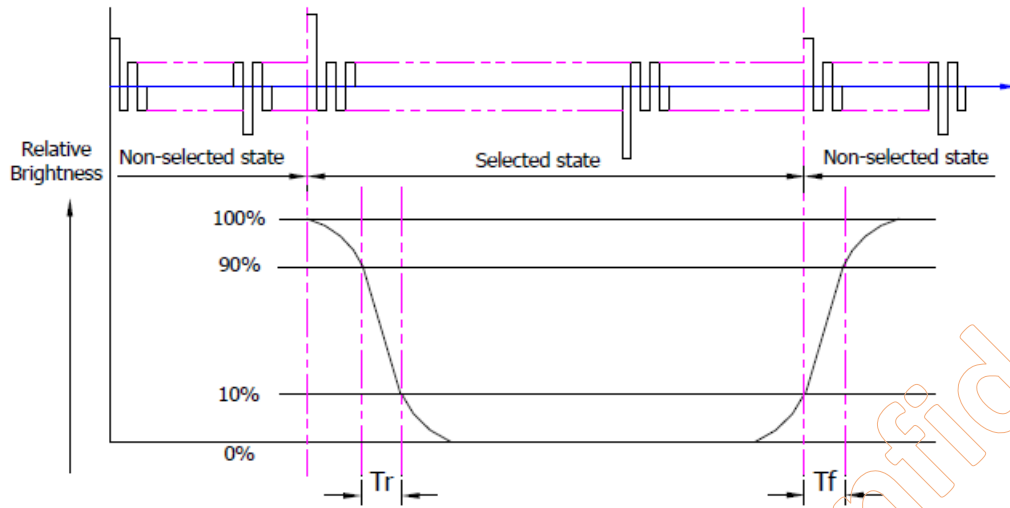 Relative
Brightness
Non-selected state
Selected state
Non-selected state
100%
90%
10%
0%
Tr
Tf